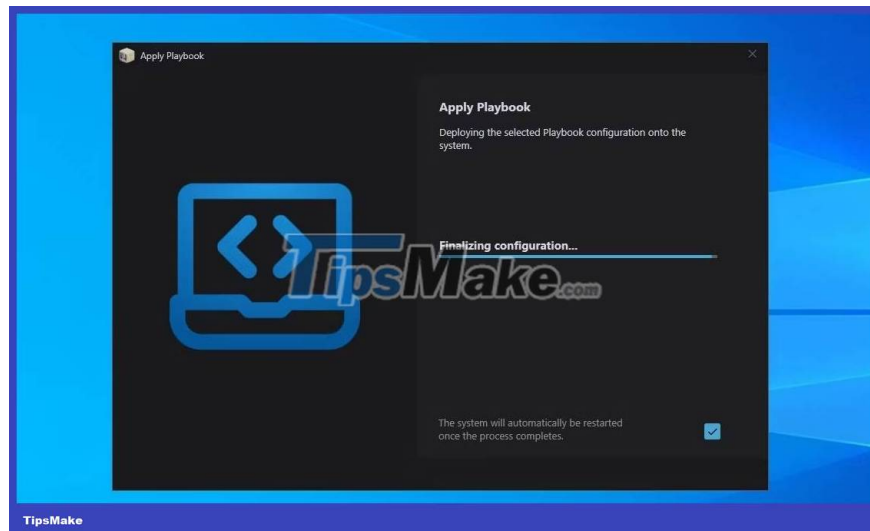 Apply Playbook
Apply Playbook
Deploying the selected Playbook configuration onto the
system.
Finalizing configuration...
TipsMake.com
The system will automatically be restarted
once the process completes.
TipsMake